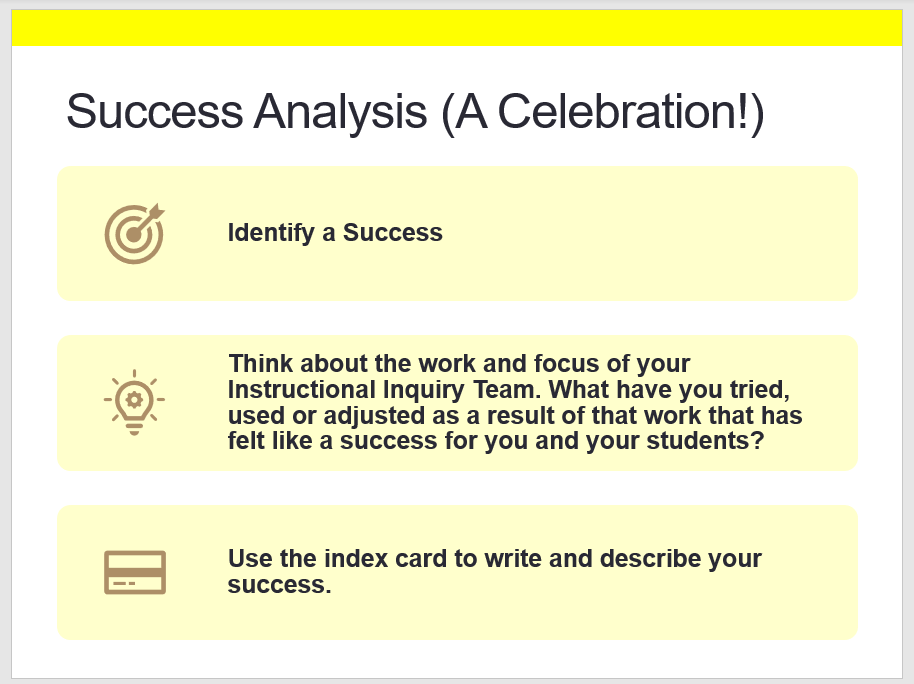 Success Analysis (A Celebration!)
Identify a Success
Think about the work and focus of your
Instructional Inquiry Team. What have you tried,
used or adjusted as a result of that work that has
felt like a success for you and your students?
Use the index card to write and describe your
success.